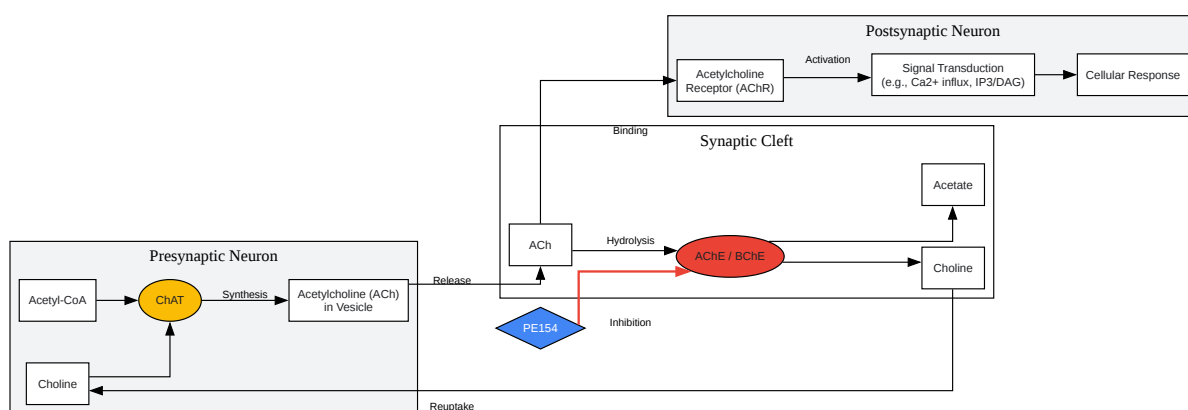 Postsynaptic Neuron
Acetylcholine
Receptor (AChR)
Activation
Signal Transduction
(e.g., Ca2+ influx, IP3/DAG)
Cellular Response
Binding
Synaptic Cleft
Acetate
ACh
Hydrolysis
AChE / BChE
Choline
Presynaptic Neuron
Acetyl-CoA
ChAT
Synthesis
Acetylcholine (ACh)
in Vesicle
Release
PE154
Inhibition
Choline
Reuptake